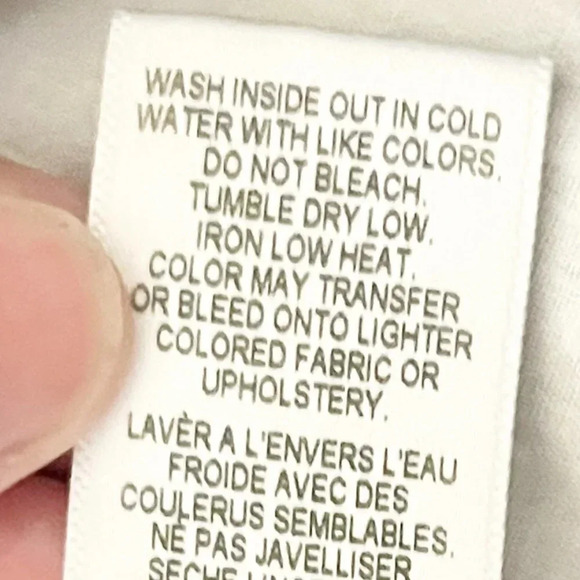 WASH INSIDE OUT IN COLD
WATER WITH LIKE COLORS.
DO NOT BLEACH.
TUMBLE DRY LOW.
IRON LOW HEAT.
COLOR MAY TRANSFER
OR BLEED ONTO LIGHTER
COLORED FABRIC OR
UPHOLSTERY.
LAVÈR A L'ENVERS L'EAU
FROIDE AVEC DES
COULERUS SEMBLABLES.
NE PAS JAVELLISER